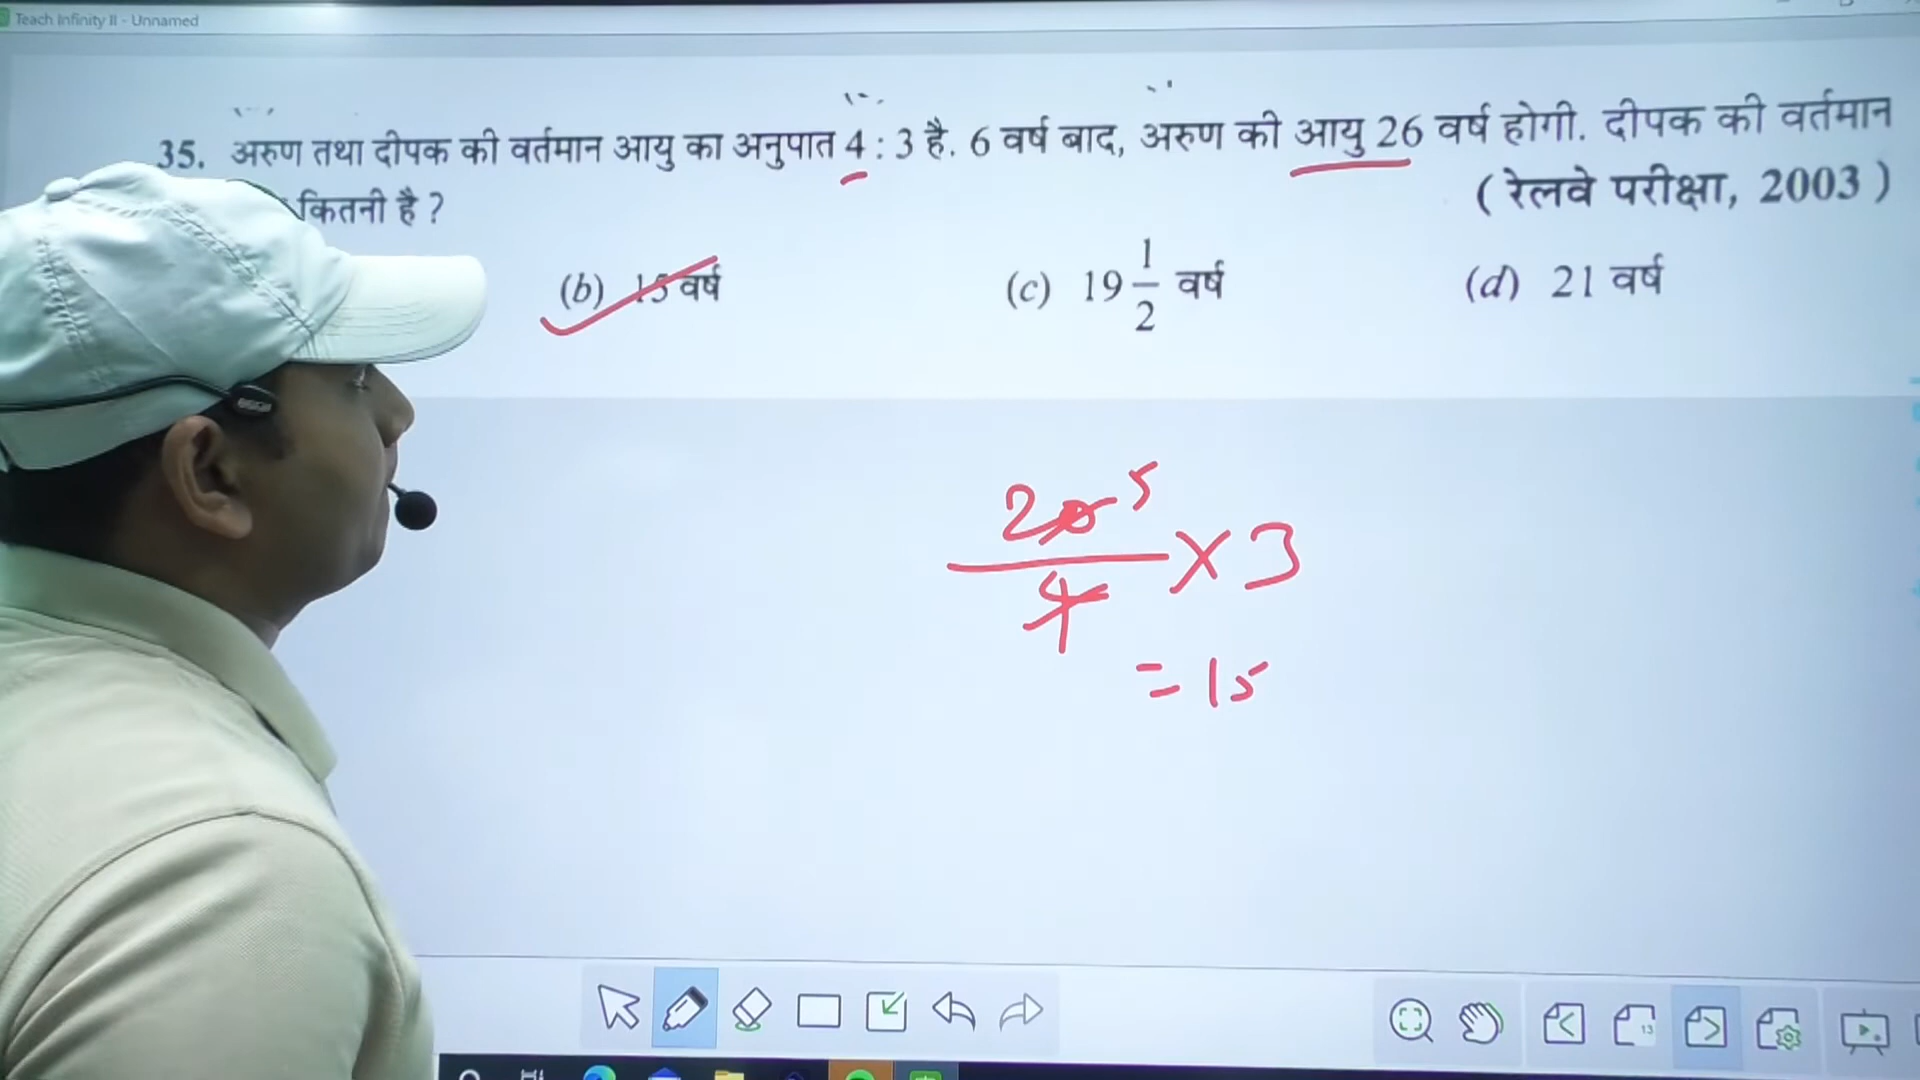 Teach Infinity II - Unnamed
35. अरुण तथा दीपक की वर्तमान आयु का अनुपात 4 : 3 है. 6 वर्ष बाद, अरुण की आयु 26 वर्ष होगी. दीपक की वर्तमान
कितनी है ?
( रेलवे परीक्षा, 2003 )
(b) 15 वर्ष (c) 19 1/2 वर्ष (d) 21 वर्ष
20 5
4
× 3
= 15
13